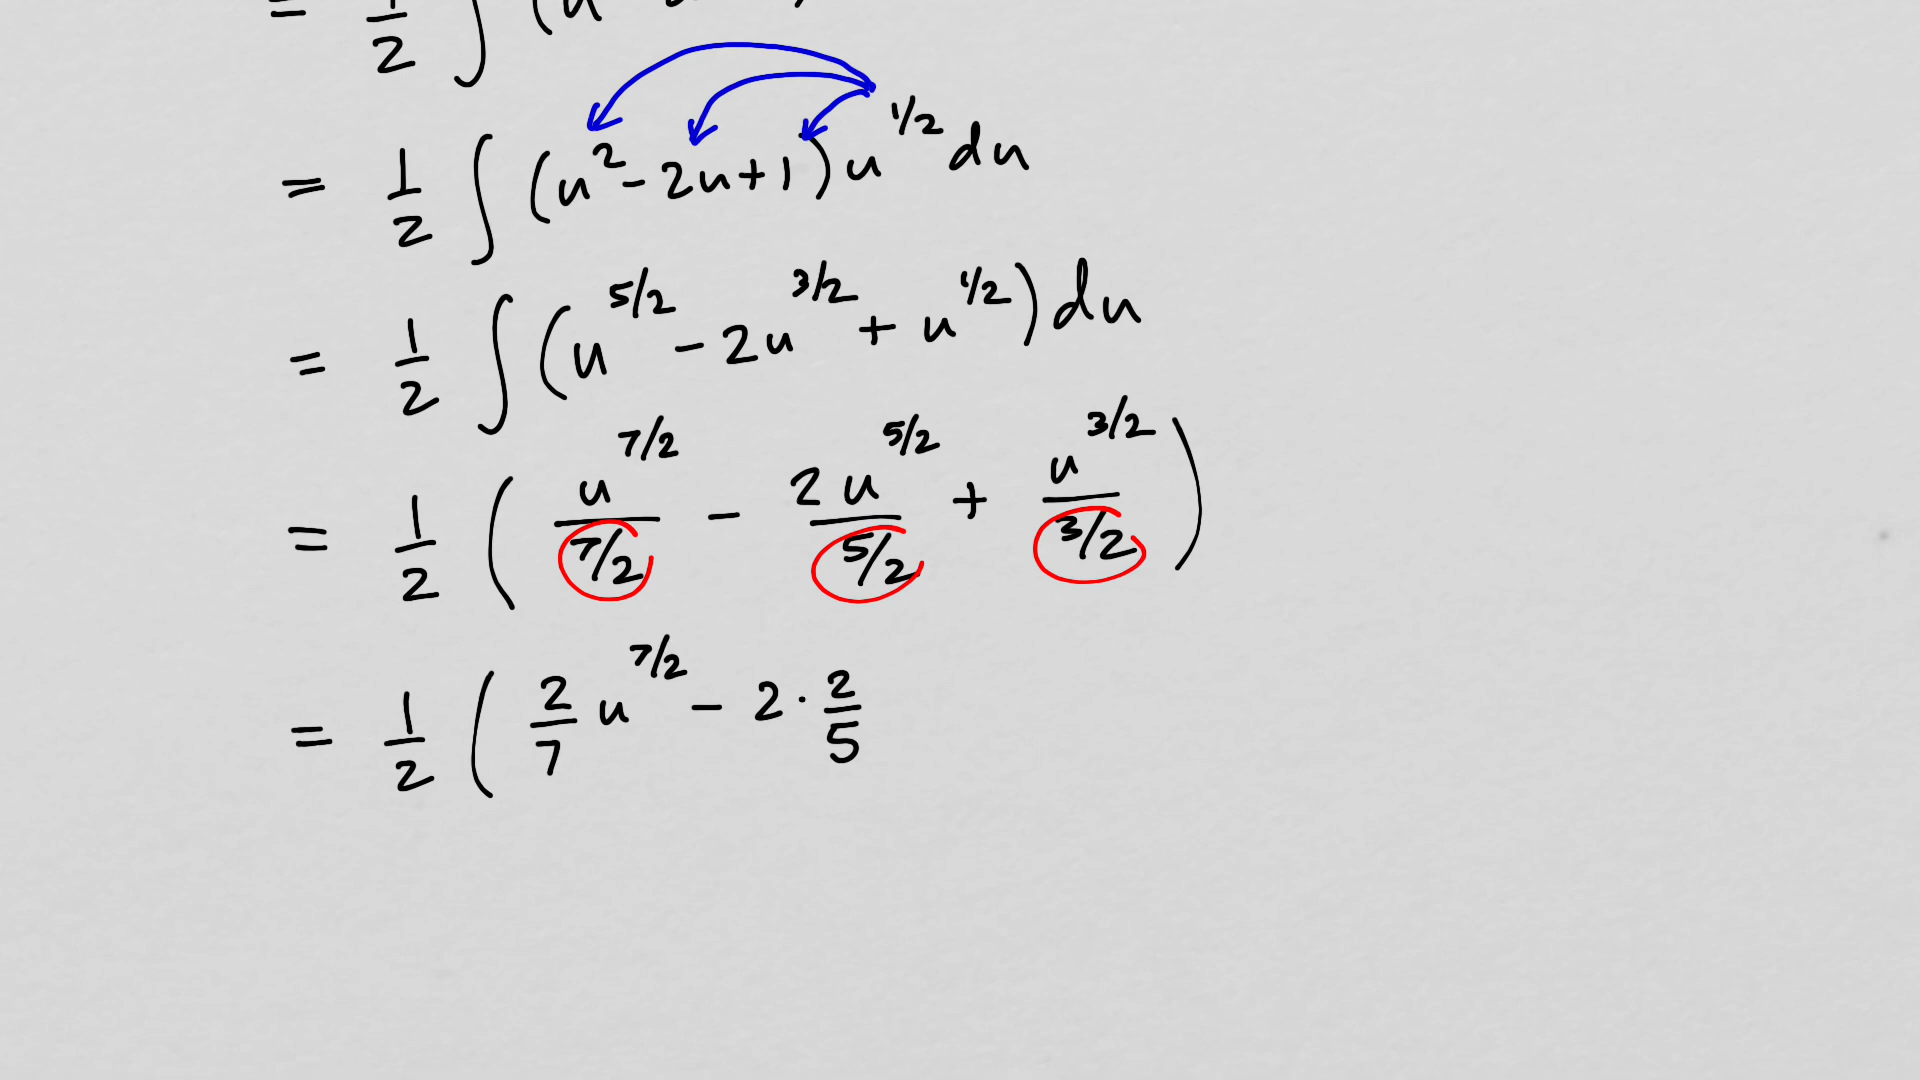 = 1/2 ∫ (u
= 1/2 ∫ (u² - 2u + 1) u^{1/2} du
= 1/2 ∫ (u^{5/2} - 2u^{3/2} + u^{1/2}) du
= 1/2 ( u^{7/2}/(7/2) - 2u^{5/2}/(5/2) + u^{3/2}/(3/2) )
= 1/2 ( 2/7 u^{7/2} - 2 · 2/5